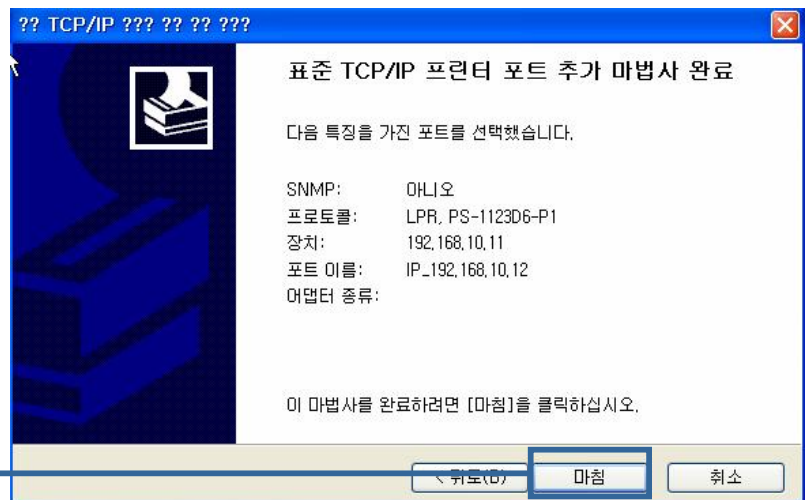 ?? TCP/IP ??? ?? ?? ???
표준 TCP/IP 프린터 포트 추가 마법사 완료
다음 특징을 가진 포트를 선택했습니다.
SNMP: 아니오
프로토콜: LPR, PS-1123D6-P1
장치: 192,168,10,11
포트 이름: IP_192,168,10,12
어댑터 종류:
이 마법사를 완료하려면 [마침]을 클릭하십시오.
< 뒤로(B) 마침 취소